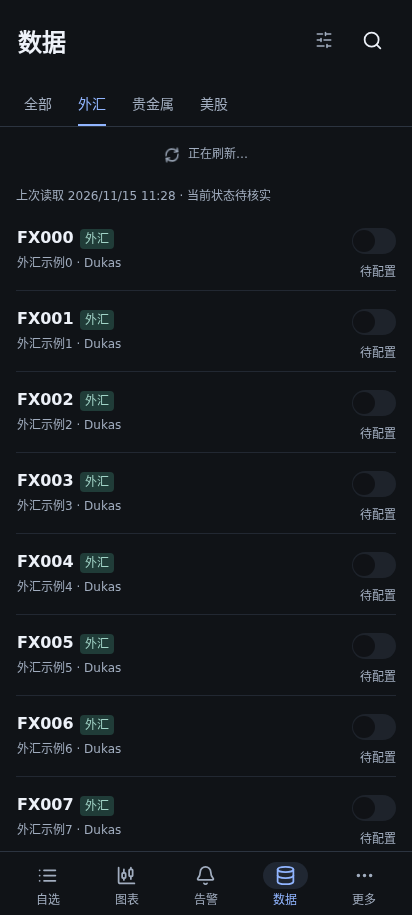 数据
全部 外汇 贵金属 美股
正在刷新…
上次读取 2026/11/15 11:28 · 当前状态待核实
FX000 外汇
外汇示例0 · Dukas
待配置
FX001 外汇
外汇示例1 · Dukas
待配置
FX002 外汇
外汇示例2 · Dukas
待配置
FX003 外汇
外汇示例3 · Dukas
待配置
FX004 外汇
外汇示例4 · Dukas
待配置
FX005 外汇
外汇示例5 · Dukas
待配置
FX006 外汇
外汇示例6 · Dukas
待配置
FX007 外汇
外汇示例7 · Dukas
待配置
自选 图表 告警 数据 更多